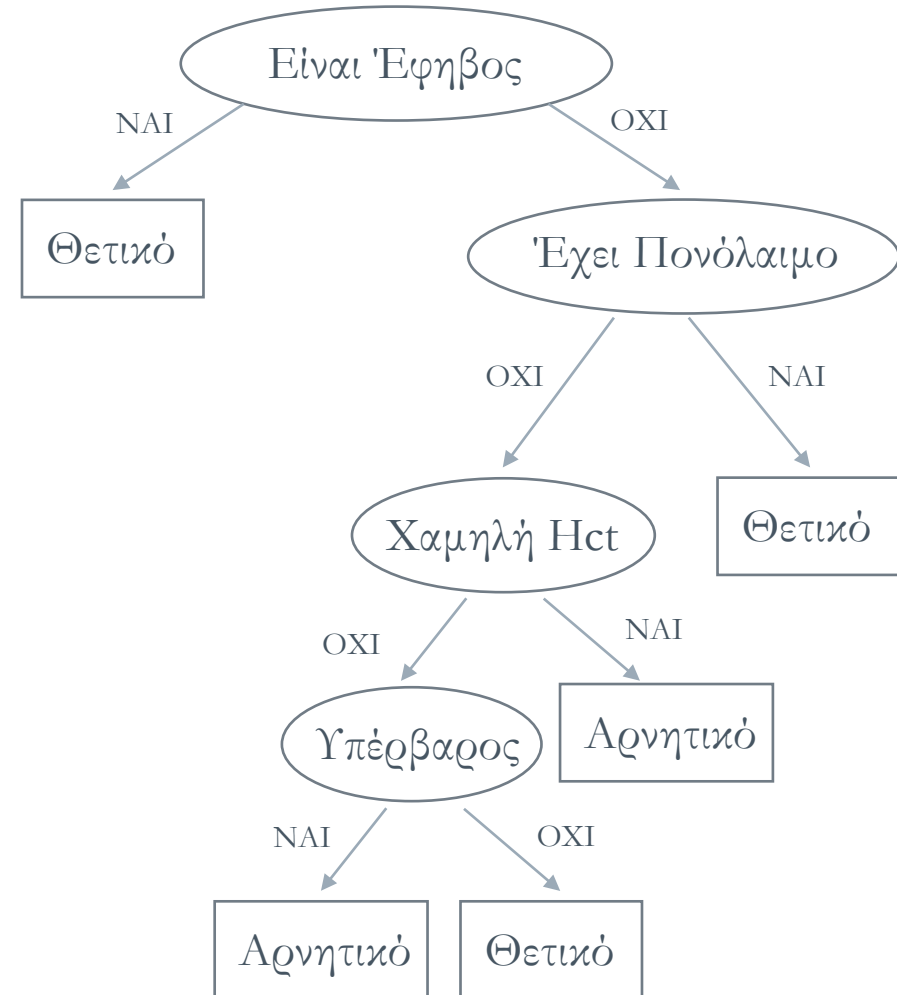 Είναι Έφηβος
ΝΑΙ
ΟΧΙ
Θετικό
Έχει Πονόλαιμο
ΟΧΙ
ΝΑΙ
Χαμηλή Hct
Θετικό
ΟΧΙ
ΝΑΙ
Υπέρβαρος
Αρνητικό
ΝΑΙ
ΟΧΙ
Αρνητικό
Θετικό